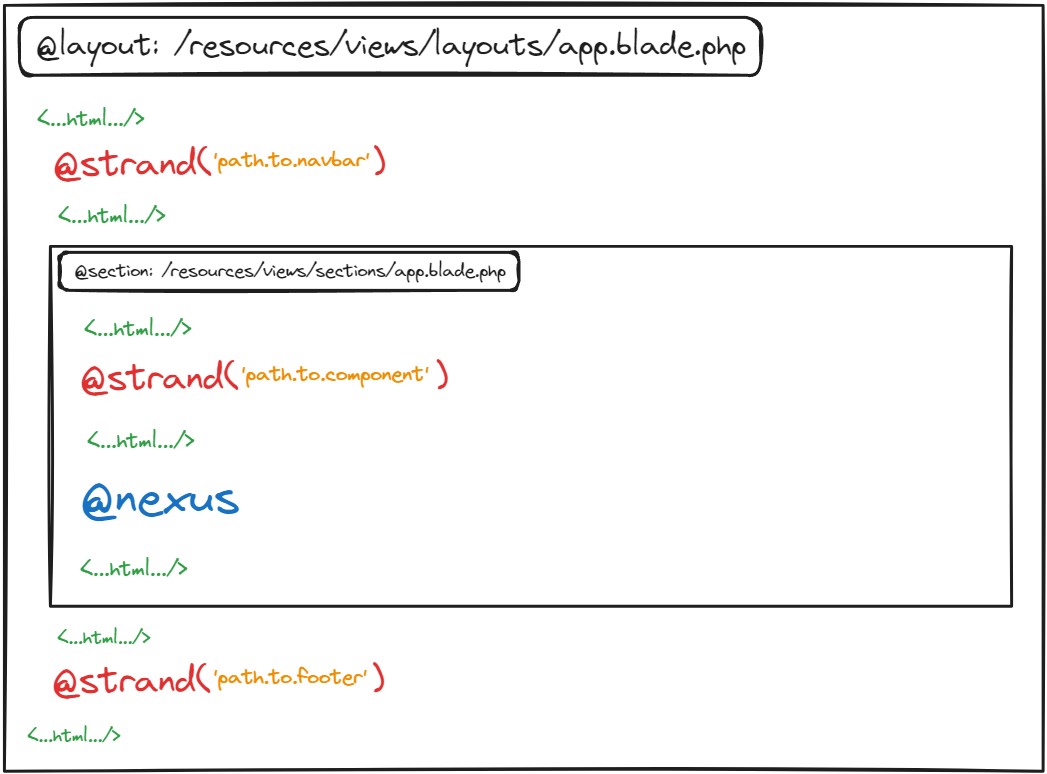 @layout: /resources/views/layouts/app.blade.php
<...html.../>
@strand('path.to.navbar')
<...html.../>
@section: /resources/views/sections/app.blade.php
<...html.../>
@strand('path.to.component')
<...html.../>
@nexus
<...html.../>
<...html.../>
@strand('path.to.footer')
<...html.../>